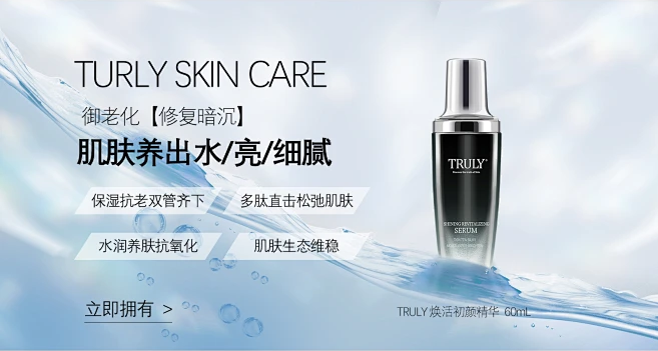 TURLY SKIN CARE
御老化【修复暗沉】
肌肤养出水/亮/细腻
保湿抗老双管齐下
多肽直击松弛肌肤
水润养肤抗氧化
肌肤生态维稳
立即拥有 >
TRULY®
SHINING REVITALIZING
SERUM
TRULY 焕活初颜精华 60mL